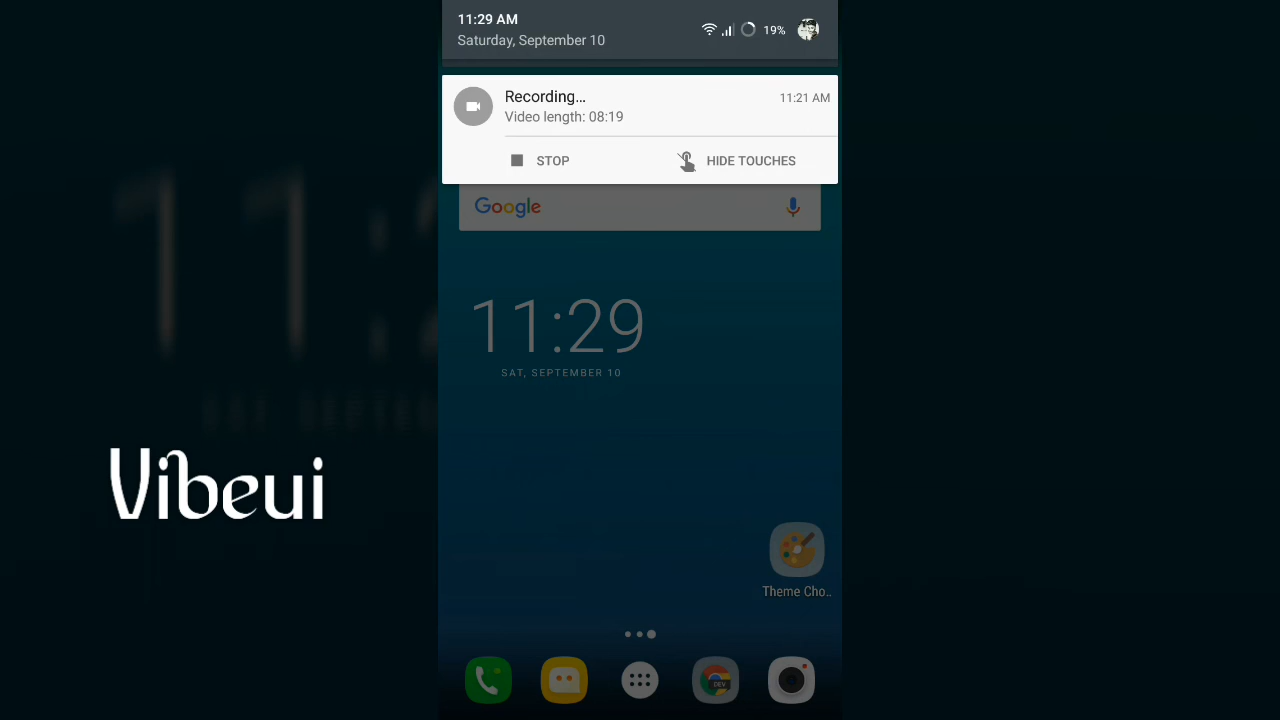 11:29 AM
19%
Saturday, September 10
Recording...
11:21 AM
Video length: 08:19
STOP
HIDE TOUCHES
Google
11:29
SAT, SEPTEMBER 10
Vibeui
Theme Cho..
DEV